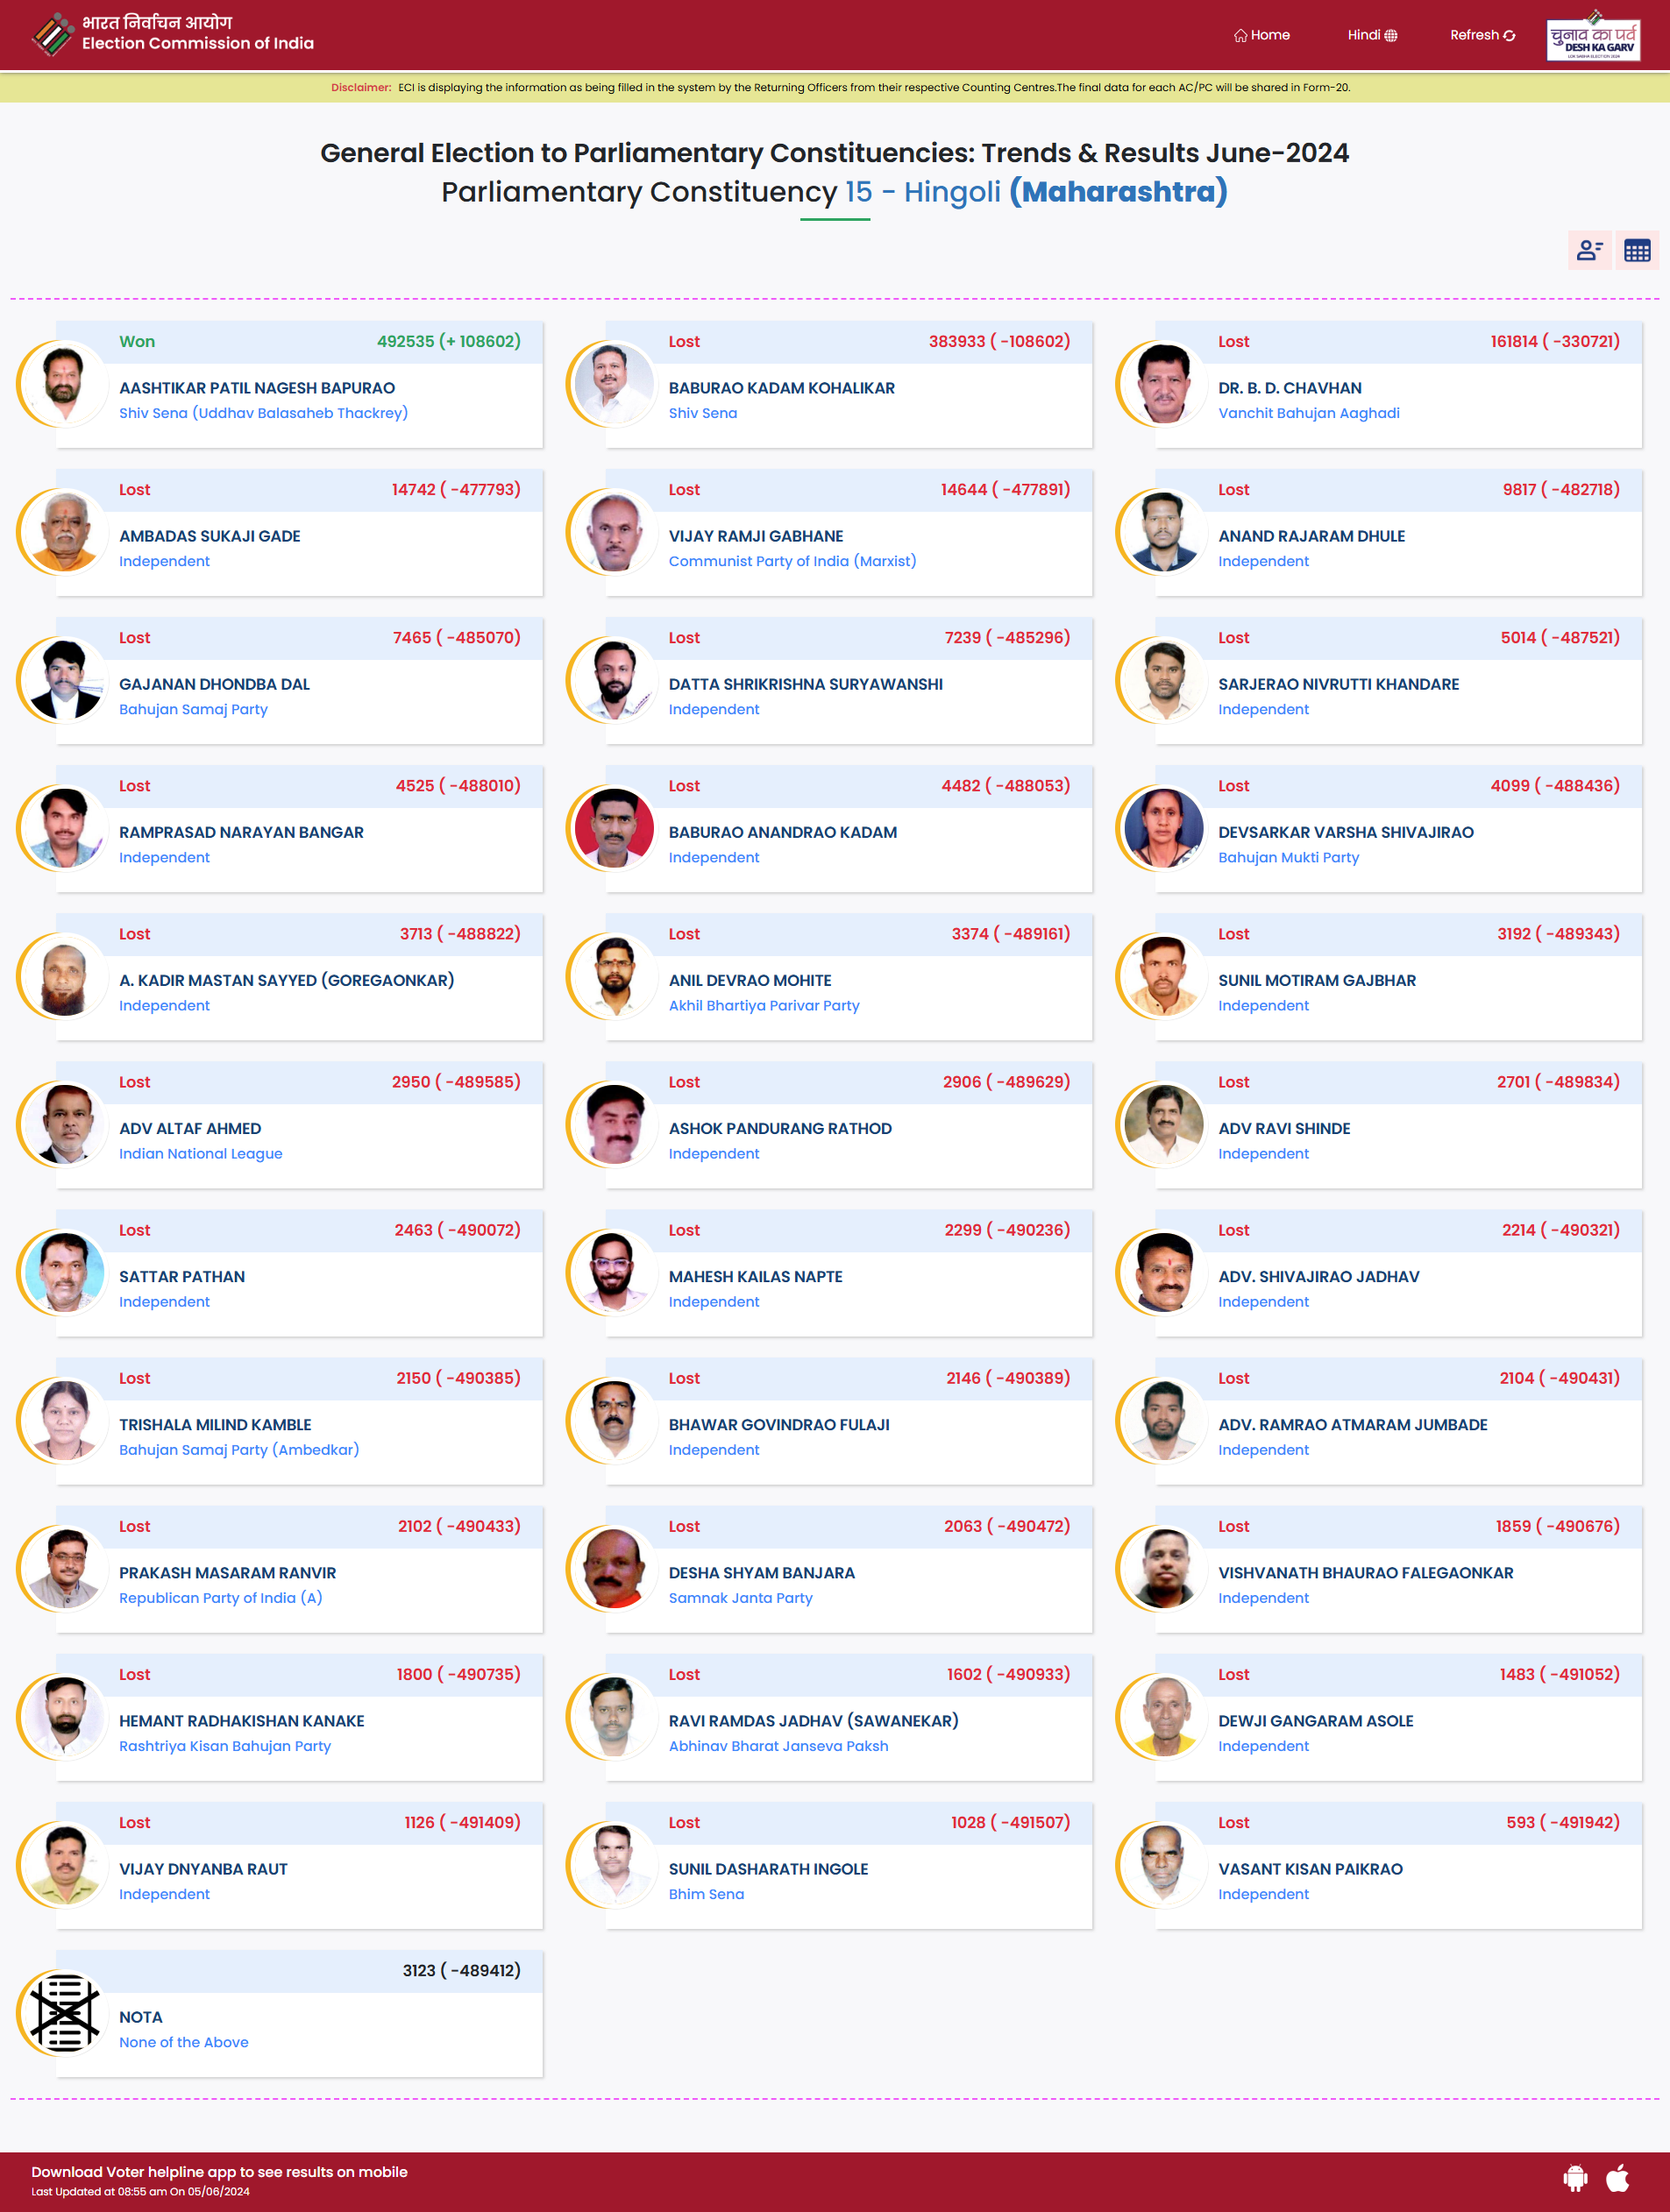 भारत निर्वाचन आयोग
Election Commission of India
Home
Hindi
Refresh
चुनाव का पर्व
DESH KA GARV
LOK SABHA ELECTION 2024
Disclaimer: ECI is displaying the information as being filled in the system by the Returning Officers from their respective Counting Centres.The final data for each AC/PC will be shared in Form-20.
General Election to Parliamentary Constituencies: Trends & Results June-2024
Parliamentary Constituency 15 - Hingoli (Maharashtra)
Won 492535 (+ 108602)
AASHTIKAR PATIL NAGESH BAPURAO
Shiv Sena (Uddhav Balasaheb Thackrey)
Lost 383933 ( -108602)
BABURAO KADAM KOHALIKAR
Shiv Sena
Lost 161814 ( -330721)
DR. B. D. CHAVHAN
Vanchit Bahujan Aaghadi
Lost 14742 ( -477793)
AMBADAS SUKAJI GADE
Independent
Lost 14644 ( -477891)
VIJAY RAMJI GABHANE
Communist Party of India (Marxist)
Lost 9817 ( -482718)
ANAND RAJARAM DHULE
Independent
Lost 7465 ( -485070)
GAJANAN DHONDBA DAL
Bahujan Samaj Party
Lost 7239 ( -485296)
DATTA SHRIKRISHNA SURYAWANSHI
Independent
Lost 5014 ( -487521)
SARJERAO NIVRUTTI KHANDARE
Independent
Lost 4525 ( -488010)
RAMPRASAD NARAYAN BANGAR
Independent
Lost 4482 ( -488053)
BABURAO ANANDRAO KADAM
Independent
Lost 4099 ( -488436)
DEVSARKAR VARSHA SHIVAJIRAO
Bahujan Mukti Party
Lost 3713 ( -488822)
A. KADIR MASTAN SAYYED (GOREGAONKAR)
Independent
Lost 3374 ( -489161)
ANIL DEVRAO MOHITE
Akhil Bhartiya Parivar Party
Lost 3192 ( -489343)
SUNIL MOTIRAM GAJBHAR
Independent
Lost 2950 ( -489585)
ADV ALTAF AHMED
Indian National League
Lost 2906 ( -489629)
ASHOK PANDURANG RATHOD
Independent
Lost 2701 ( -489834)
ADV RAVI SHINDE
Independent
Lost 2463 ( -490072)
SATTAR PATHAN
Independent
Lost 2299 ( -490236)
MAHESH KAILAS NAPTE
Independent
Lost 2214 ( -490321)
ADV. SHIVAJIRAO JADHAV
Independent
Lost 2150 ( -490385)
TRISHALA MILIND KAMBLE
Bahujan Samaj Party (Ambedkar)
Lost 2146 ( -490389)
BHAWAR GOVINDRAO FULAJI
Independent
Lost 2104 ( -490431)
ADV. RAMRAO ATMARAM JUMBADE
Independent
Lost 2102 ( -490433)
PRAKASH MASARAM RANVIR
Republican Party of India (A)
Lost 2063 ( -490472)
DESHA SHYAM BANJARA
Samnak Janta Party
Lost 1859 ( -490676)
VISHVANATH BHAURAO FALEGAONKAR
Independent
Lost 1800 ( -490735)
HEMANT RADHAKISHAN KANAKE
Rashtriya Kisan Bahujan Party
Lost 1602 ( -490933)
RAVI RAMDAS JADHAV (SAWANEKAR)
Abhinav Bharat Janseva Paksh
Lost 1483 ( -491052)
DEWJI GANGARAM ASOLE
Independent
Lost 1126 ( -491409)
VIJAY DNYANBA RAUT
Independent
Lost 1028 ( -491507)
SUNIL DASHARATH INGOLE
Bhim Sena
Lost 593 ( -491942)
VASANT KISAN PAIKRAO
Independent
3123 ( -489412)
NOTA
None of the Above
Download Voter helpline app to see results on mobile
Last Updated at 08:55 am On 05/06/2024